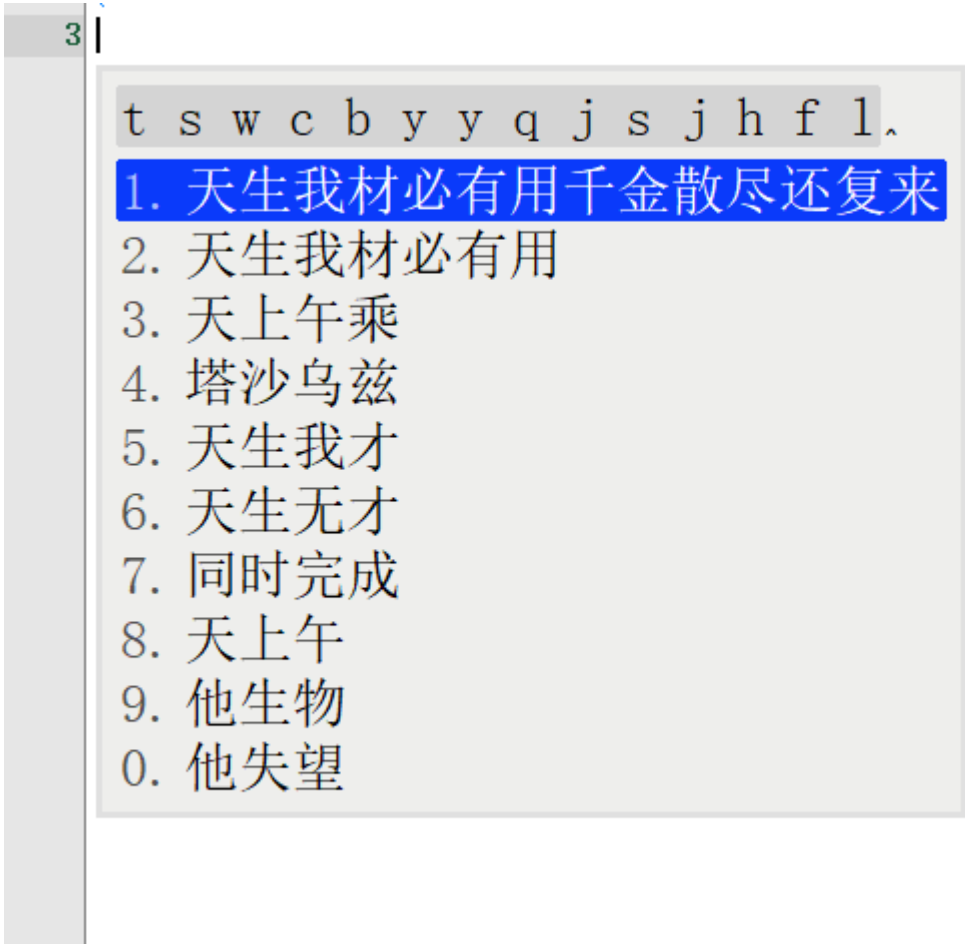 3
t s w c b y y q j s j h f l‸
1. 天生我材必有用千金散尽还复来
2. 天生我材必有用
3. 天上午乘
4. 塔沙乌兹
5. 天生我才
6. 天生无才
7. 同时完成
8. 天上午
9. 他生物
0. 他失望